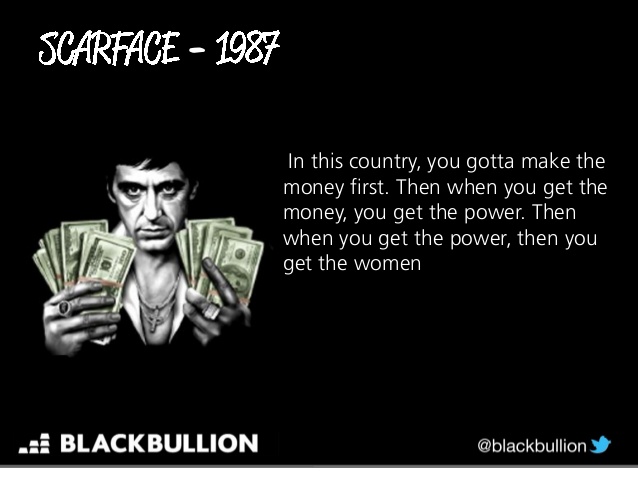 SCARFACE - 1987
In this country, you gotta make the
money first. Then when you get the
money, you get the power. Then
when you get the power, then you
get the women
BLACKBULLION
@blackbullion